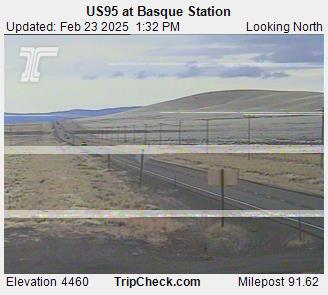 US95 at Basque Station
Updated: Feb 23 2025 1:32 PM Looking North
Elevation 4460 TripCheck.com Milepost 91.62